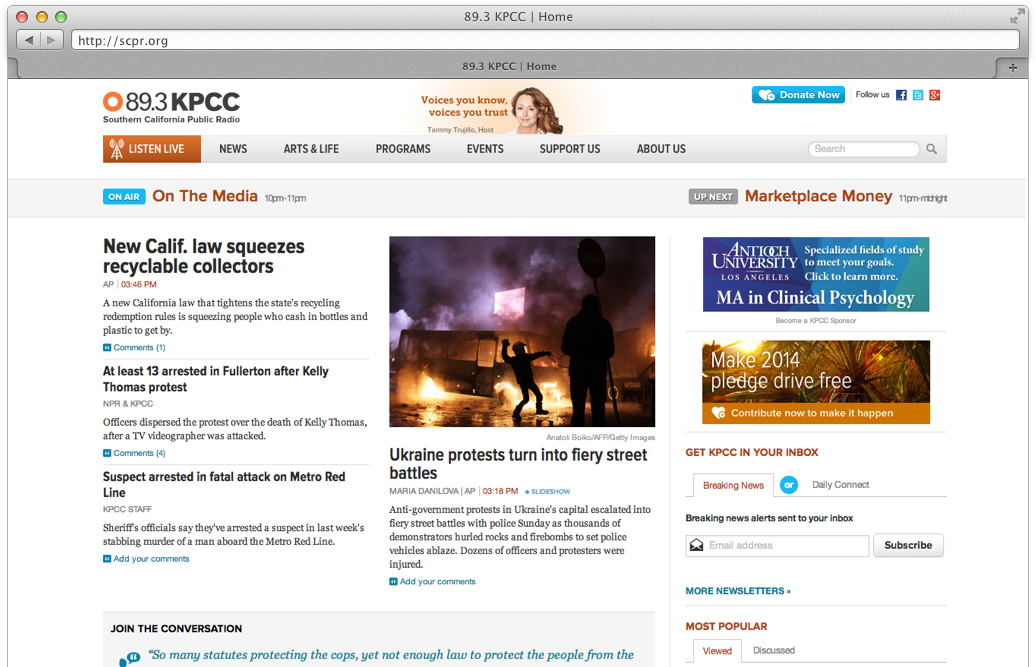 89.3 KPCC | Home
http://scpr.org
89.3 KPCC | Home
89.3 KPCC
Southern California Public Radio
Voices you know,
voices you trust
Tammy Trujillo, Host
Donate Now
Follow us
LISTEN LIVE
NEWS
ARTS & LIFE
PROGRAMS
EVENTS
SUPPORT US
ABOUT US
Search
ON AIR
On The Media
10pm-11pm
UP NEXT
Marketplace Money
11pm-midnight
New Calif. law squeezes
recyclable collectors
AP | 03:46 PM
A new California law that tightens the state's recycling
redemption rules is squeezing people who cash in bottles and
plastic to get by.
Comments (1)
At least 13 arrested in Fullerton after Kelly
Thomas protest
NPR & KPCC
Officers dispersed the protest over the death of Kelly Thomas,
after a TV videographer was attacked.
Comments (4)
Suspect arrested in fatal attack on Metro Red
Line
KPCC STAFF
Sheriff's officials say they've arrested a suspect in last week's
stabbing murder of a man aboard the Metro Red Line.
Add your comments
Anatoli Boiko/AFP/Getty Images
Ukraine protests turn into fiery street
battles
MARIA DANILOVA | AP | 03:18 PM SLIDESHOW
Anti-government protests in Ukraine's capital escalated into
fiery street battles with police Sunday as thousands of
demonstrators hurled rocks and firebombs to set police
vehicles ablaze. Dozens of officers and protesters were
injured.
Add your comments
ANTIOCH
UNIVERSITY
LOS ANGELES
Specialized fields of study
to meet your goals.
Click to learn more.
MA in Clinical Psychology
Become a KPCC Sponsor
Make 2014
pledge drive free
Contribute now to make it happen
GET KPCC IN YOUR INBOX
Breaking News
or
Daily Connect
Breaking news alerts sent to your inbox
Email address
Subscribe
MORE NEWSLETTERS »
MOST POPULAR
Viewed
Discussed
JOIN THE CONVERSATION
"So many statutes protecting the cops, yet not enough law to protect the people from the